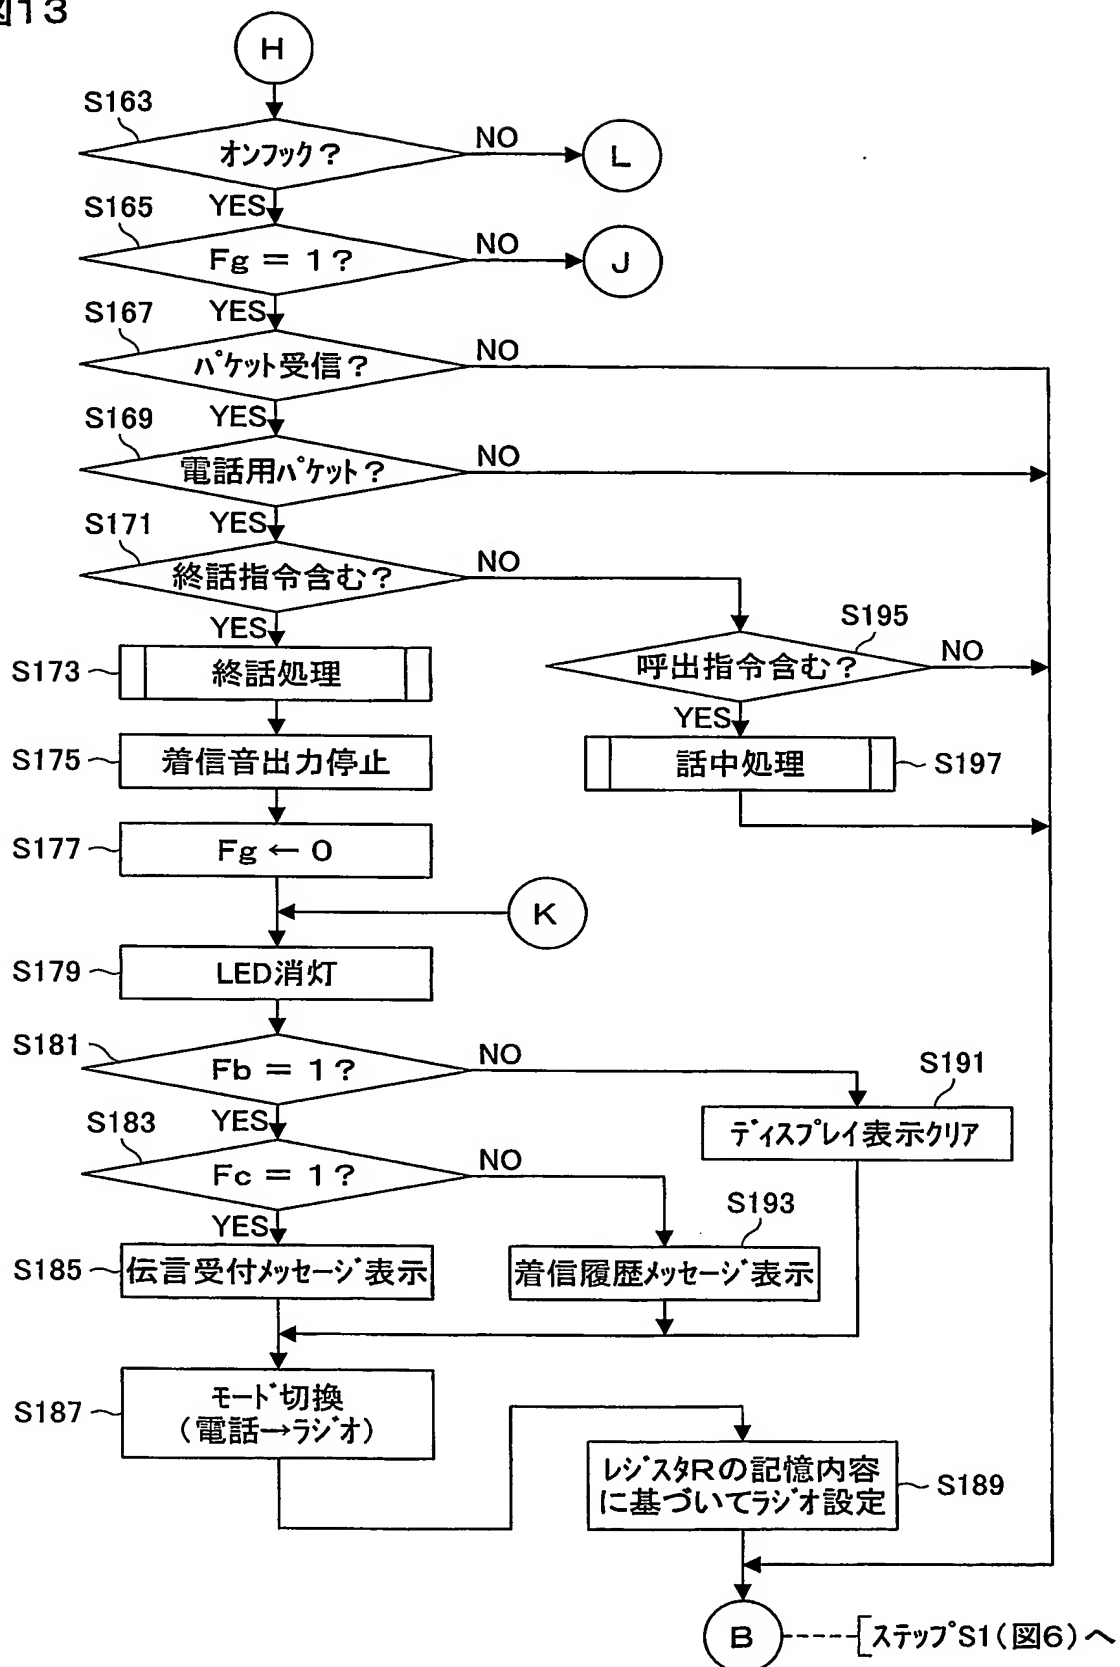 図13
H
S163
オンフック？
NO
L
YES
S165
Fg = 1?
NO
J
YES
S167
パケット受信？
NO
YES
S169
電話用パケット？
NO
YES
S171
終話指令含む？
NO
YES
S195
呼出指令含む？
NO
YES
S173
終話処理
S197
話中処理
S175
着信音出力停止
S177
Fg ← 0
K
S179
LED消灯
S181
Fb = 1?
NO
YES
S191
ディスプレイ表示クリア
S183
Fc = 1?
NO
YES
S193
着信履歴メッセージ表示
S185
伝言受付メッセージ表示
S187
モード切換
(電話→ラジオ)
レジスタRの記憶内容
に基づいてラジオ設定
S189
B
ステップS1(図6)へ